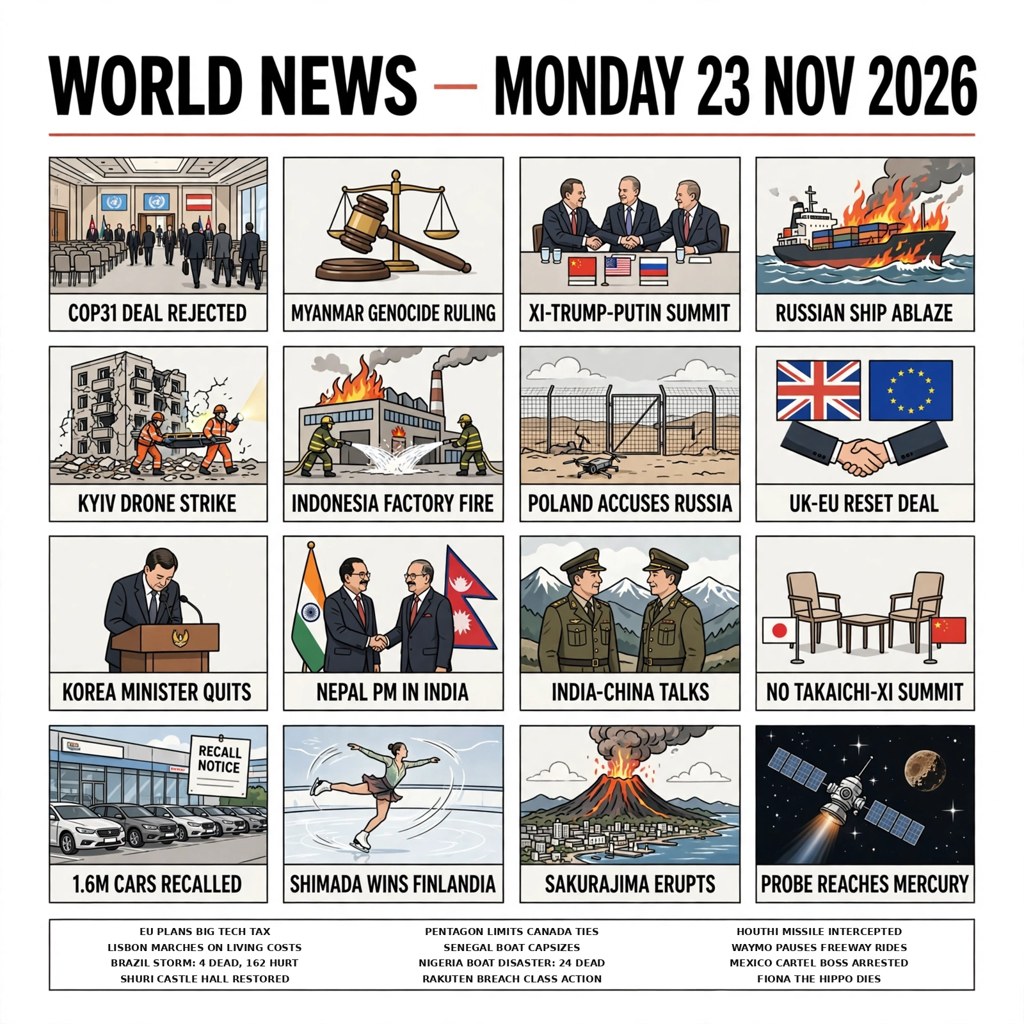 WORLD NEWS — MONDAY 23 NOV 2026
COP31 DEAL REJECTED
MYANMAR GENOCIDE RULING
XI-TRUMP-PUTIN SUMMIT
RUSSIAN SHIP ABLAZE
KYIV DRONE STRIKE
INDONESIA FACTORY FIRE
POLAND ACCUSES RUSSIA
UK-EU RESET DEAL
KOREA MINISTER QUITS
NEPAL PM IN INDIA
INDIA-CHINA TALKS
NO TAKAICHI-XI SUMMIT
RECALL
NOTICE
1.6M CARS RECALLED
SHIMADA WINS FINLANDIA
SAKURAJIMA ERUPTS
PROBE REACHES MERCURY
EU PLANS BIG TECH TAX
LISBON MARCHES ON LIVING COSTS
BRAZIL STORM: 4 DEAD, 162 HURT
SHURI CASTLE HALL RESTORED
PENTAGON LIMITS CANADA TIES
SENEGAL BOAT CAPSIZES
NIGERIA BOAT DISASTER: 24 DEAD
RAKUTEN BREACH CLASS ACTION
HOUTHI MISSILE INTERCEPTED
WAYMO PAUSES FREEWAY RIDES
MEXICO CARTEL BOSS ARRESTED
FIONA THE HIPPO DIES